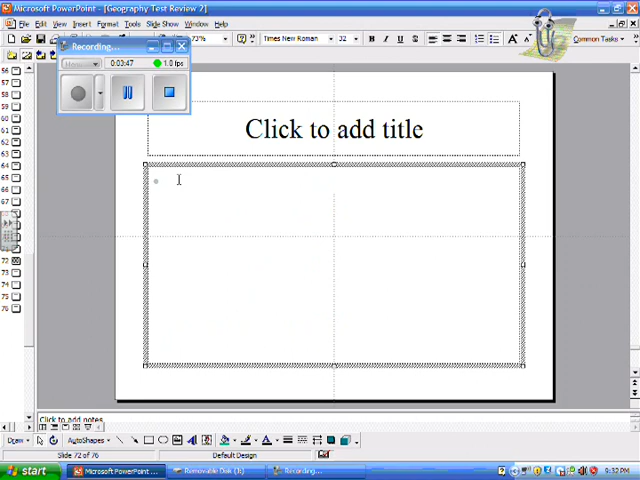 Microsoft PowerPoint - [Geography Test Review 2]
File Edit View Insert Format Tools Slide Show Window Help
73% Times New Roman 32 B I U S Common Tasks
Recording...
0:03:47 1.0 fps
56
57
58
59
60
61
62
63
64
65
66
67
71
72
73
74
75
76
Click to add title
Click to add notes
Draw AutoShapes
Slide 72 of 76 Default Design
start Microsoft PowerPoint ... Removable Disk (J:) Recording... 9:32 PM